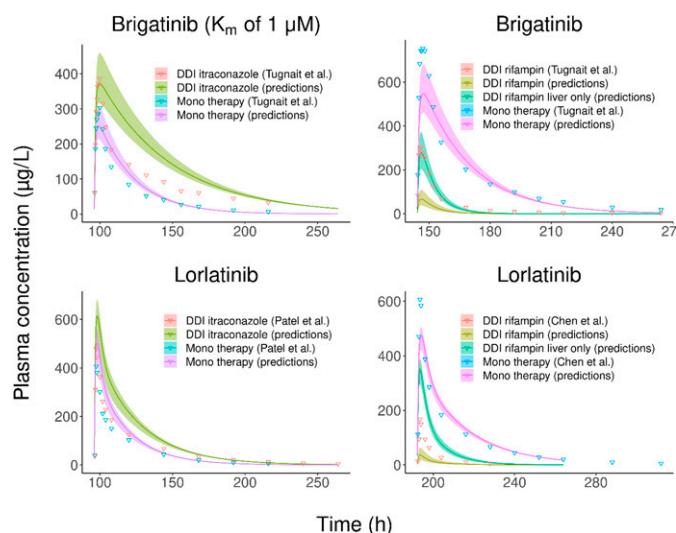 Brigatinib (Km of 1 μM)
Brigatinib
DDI itraconazole (Tugnait et al.)
DDI itraconazole (predictions)
Mono therapy (Tugnait et al.)
Mono therapy (predictions)
DDI rifampin (Tugnait et al.)
DDI rifampin (predictions)
DDI rifampin liver only (predictions)
Mono therapy (Tugnait et al.)
Mono therapy (predictions)
400
300
200
100
0
100
150
200
250
600
400
200
0
150
180
210
240
27
Lorlatinib
Lorlatinib
DDI itraconazole (Patel et al.)
DDI itraconazole (predictions)
Mono therapy (Patel et al.)
Mono therapy (predictions)
DDI rifampin (Chen et al.)
DDI rifampin (predictions)
DDI rifampin liver only (predictions)
Mono therapy (Chen et al.)
Mono therapy (predictions)
600
400
200
0
100
150
200
250
600
400
200
0
200
240
280
Plasma concentration (μg/L)
Time (h)